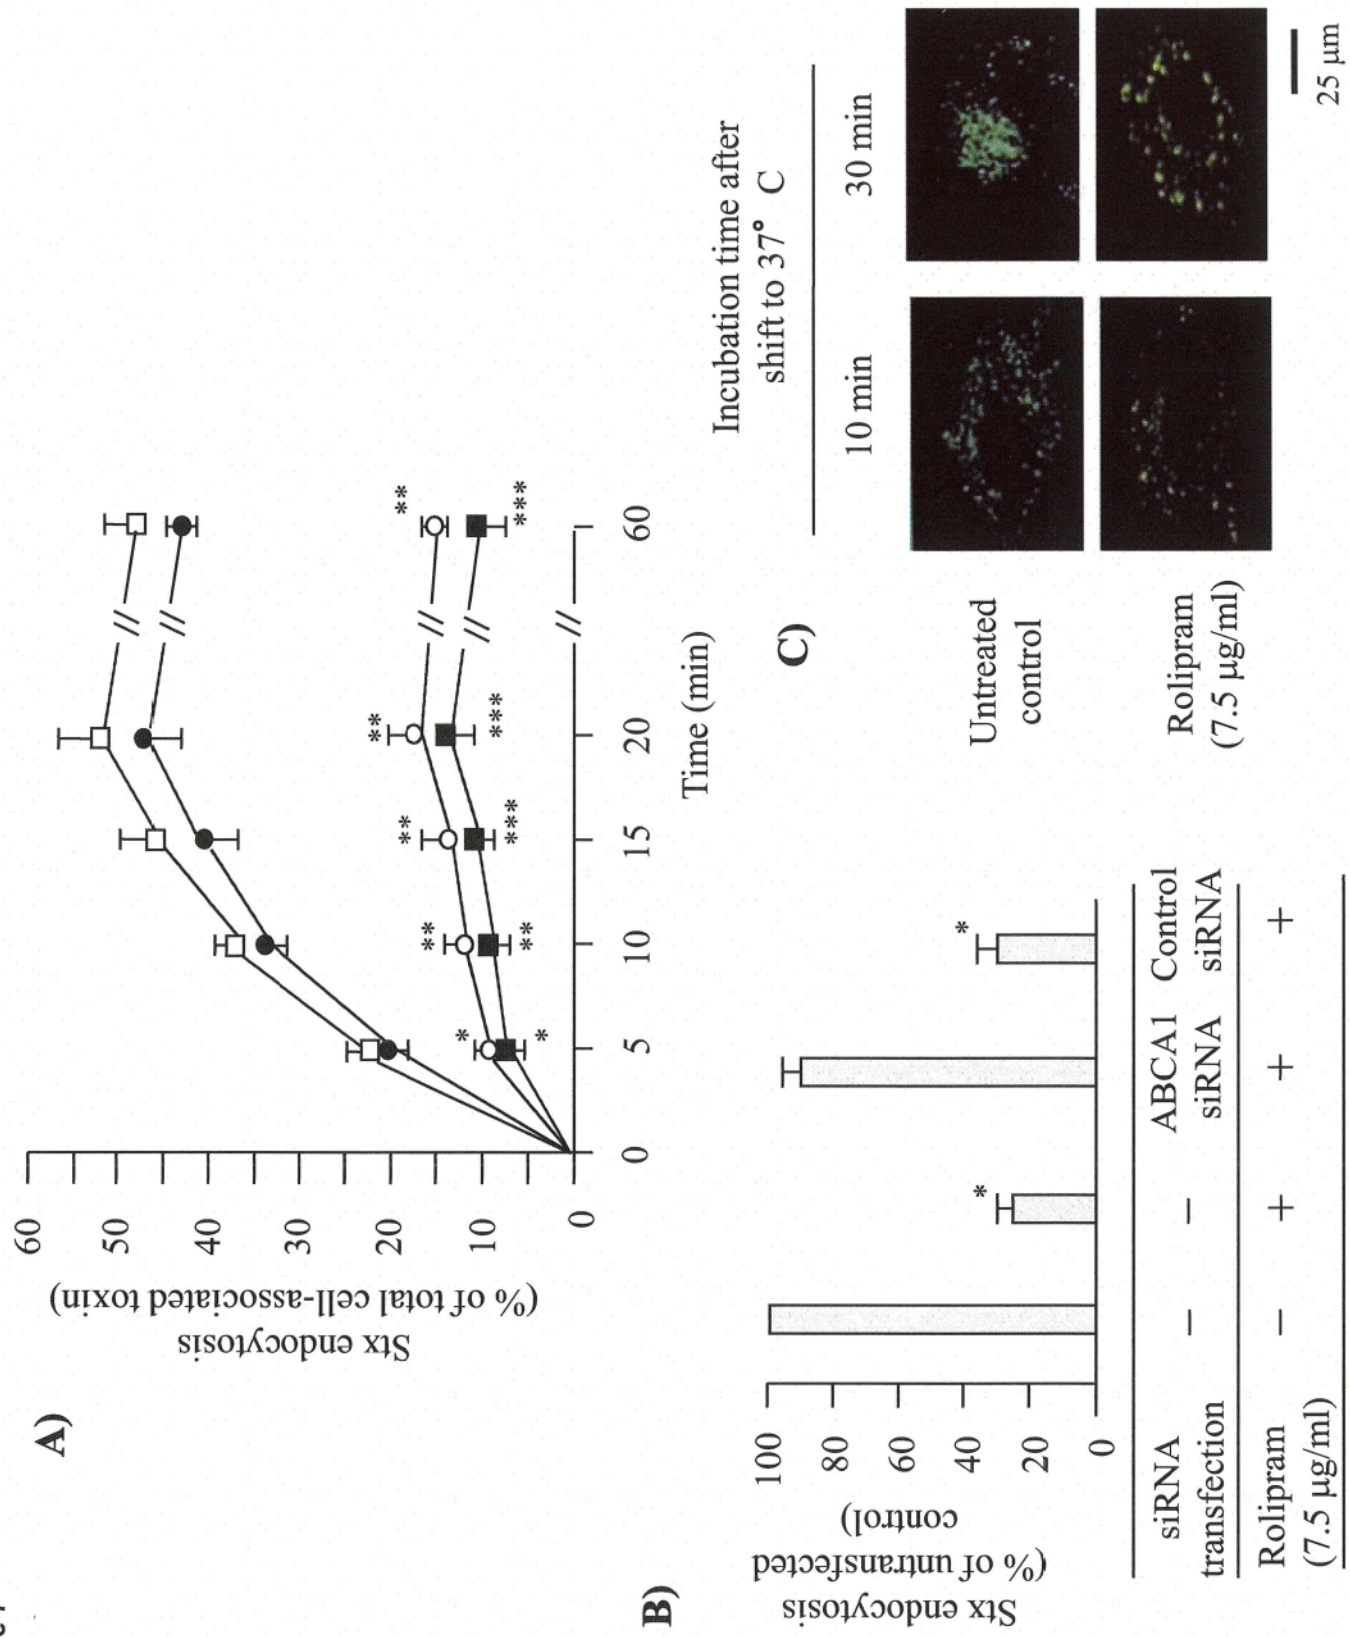 A)
Stx endocytosis
(% of total cell-associated toxin)
60
50
40
30
20
10
0
*
*
**
**
**
***
**
***
**
***
0
5
10
15
20
60
Time (min)
B)
Stx endocytosis
(% of untransfected
control)
100
80
60
40
20
0
*
*
siRNA
transfection
–
–
ABCA1
siRNA
Control
siRNA
Rolipram
(7.5 µg/ml)
–
+
+
+
C)
Incubation time after
shift to 37° C
10 min
30 min
Untreated
control
Rolipram
(7.5 µg/ml)
25 µm